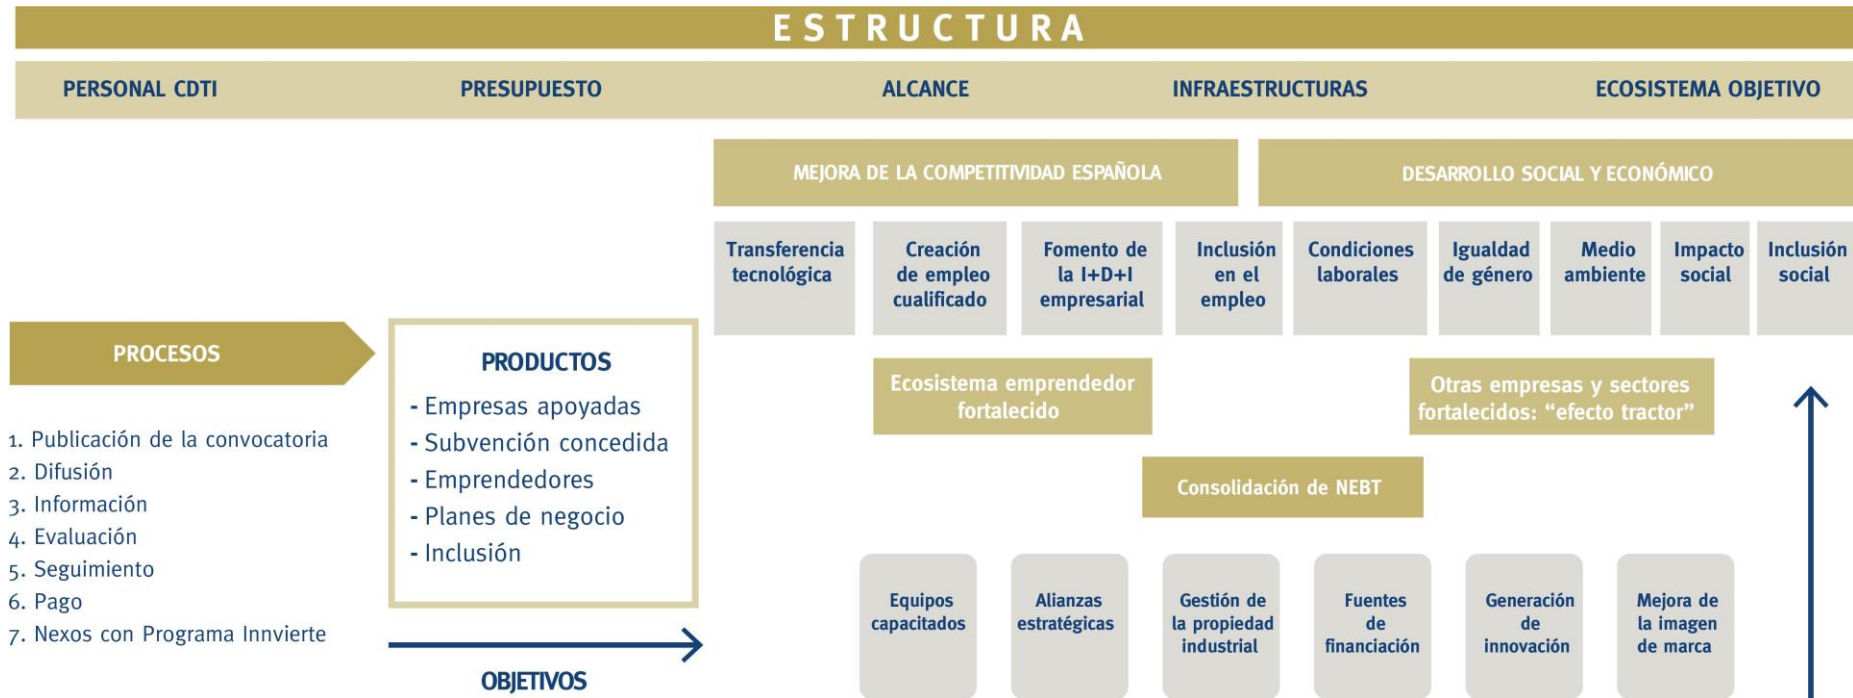 ESTRUCTURA
PERSONAL CDTI
PRESUPUESTO
ALCANCE
INFRAESTRUCTURAS
ECOSISTEMA OBJETIVO
MEJORA DE LA COMPETITIVIDAD ESPAÑOLA
DESARROLLO SOCIAL Y ECONÓMICO
Transferencia
tecnológica
Creación
de empleo
cualificado
Fomento de
la I+D+I
empresarial
Inclusión
en el
empleo
Condiciones
laborales
Igualdad
de género
Medio
ambiente
Impacto
social
Inclusión
social
PROCESOS
1. Publicación de la convocatoria
2. Difusión
3. Información
4. Evaluación
5. Seguimiento
6. Pago
7. Nexos con Programa Innvierte
PRODUCTOS
- Empresas apoyadas
- Subvención concedida
- Emprendedores
- Planes de negocio
- Inclusión
OBJETIVOS
Ecosistema emprendedor
fortalecido
Otras empresas y sectores
fortalecidos: “efecto tractor”
Consolidación de NEBT
Equipos
capacitados
Alianzas
estratégicas
Gestión de
la propiedad
industrial
Fuentes
de
financiación
Generación
de
innovación
Mejora de
la imagen
de marca